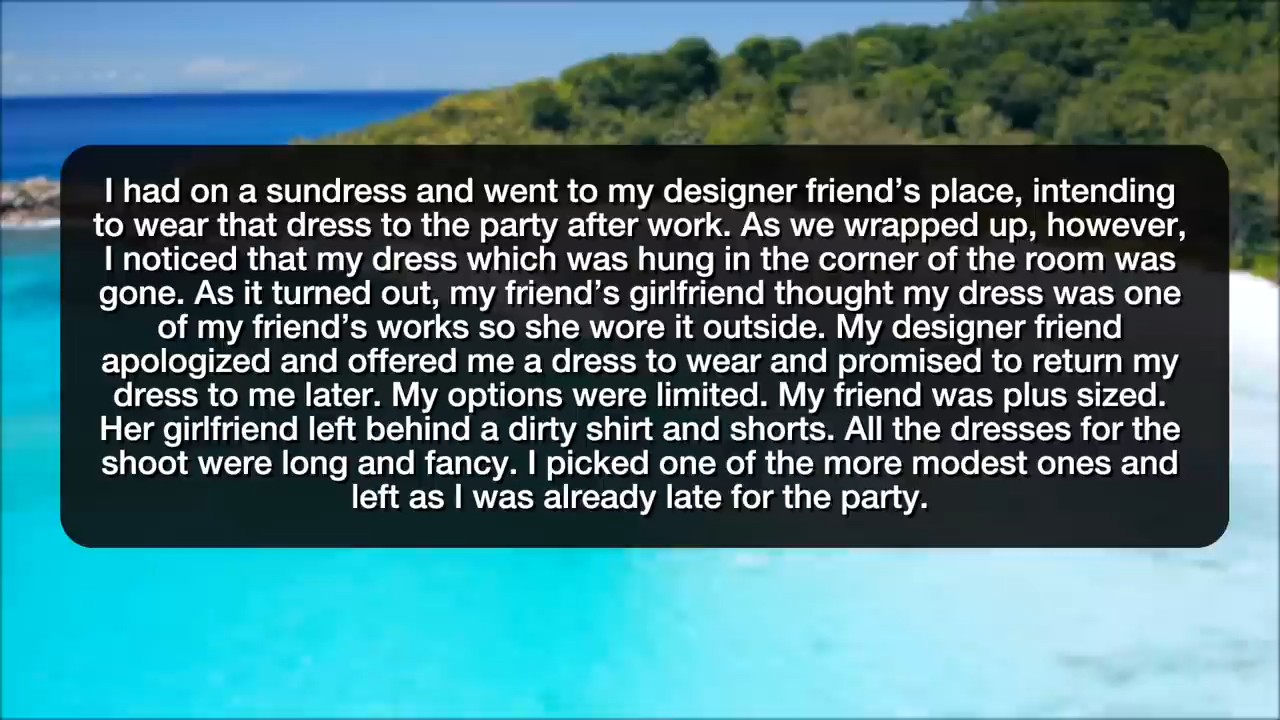 I had on a sundress and went to my designer friend’s place, intending
to wear that dress to the party after work. As we wrapped up, however,
I noticed that my dress which was hung in the corner of the room was
gone. As it turned out, my friend’s girlfriend thought my dress was one
of my friend’s works so she wore it outside. My designer friend
apologized and offered me a dress to wear and promised to return my
dress to me later. My options were limited. My friend was plus sized.
Her girlfriend left behind a dirty shirt and shorts. All the dresses for the
shoot were long and fancy. I picked one of the more modest ones and
left as I was already late for the party.